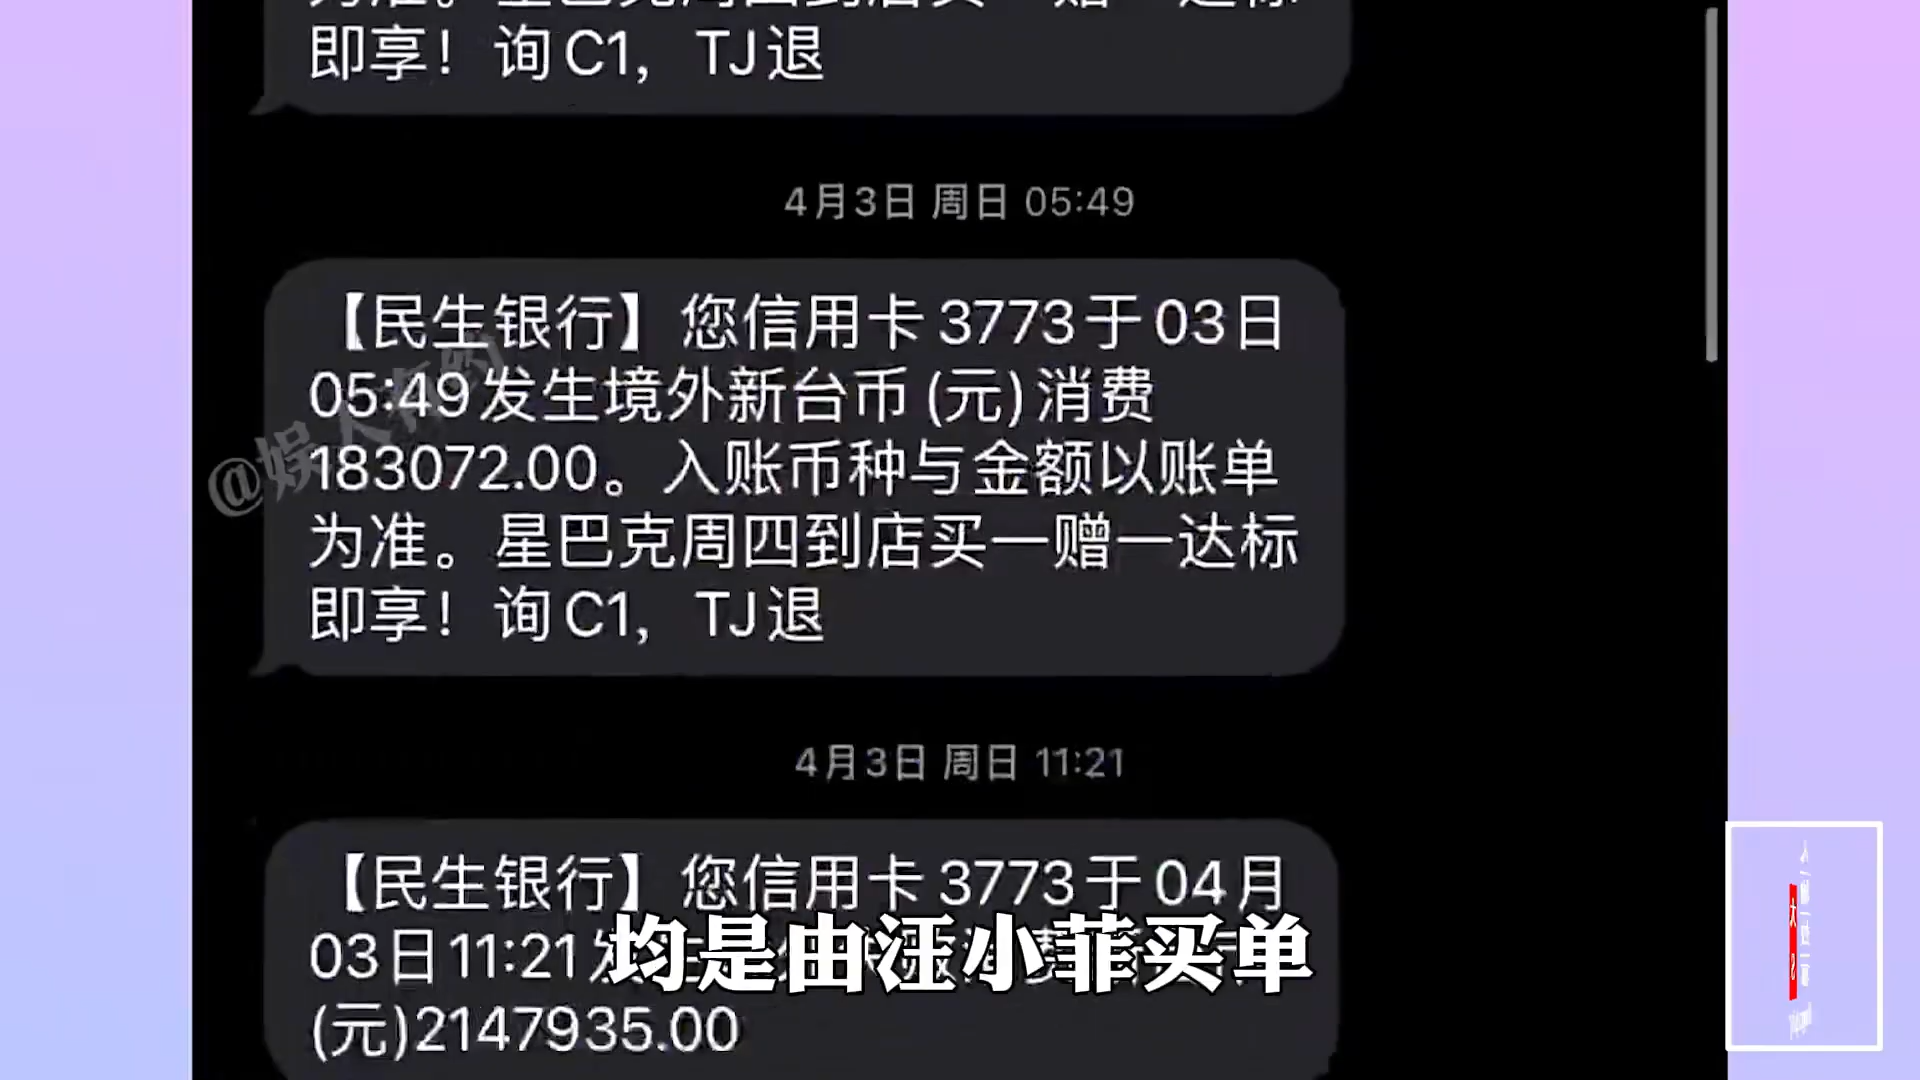 即享！询C1，TJ退
4月3日 周日 05:49
【民生银行】您信用卡3773于03日
05:49发生境外新台币(元)消费
183072.00。入账币种与金额以账单
为准。星巴克周四到店买一赠一达标
即享！询C1，TJ退
4月3日 周日 11:21
【民生银行】您信用卡3773于04月
03日11:21
(元)2147935.00
均是由汪小菲买单